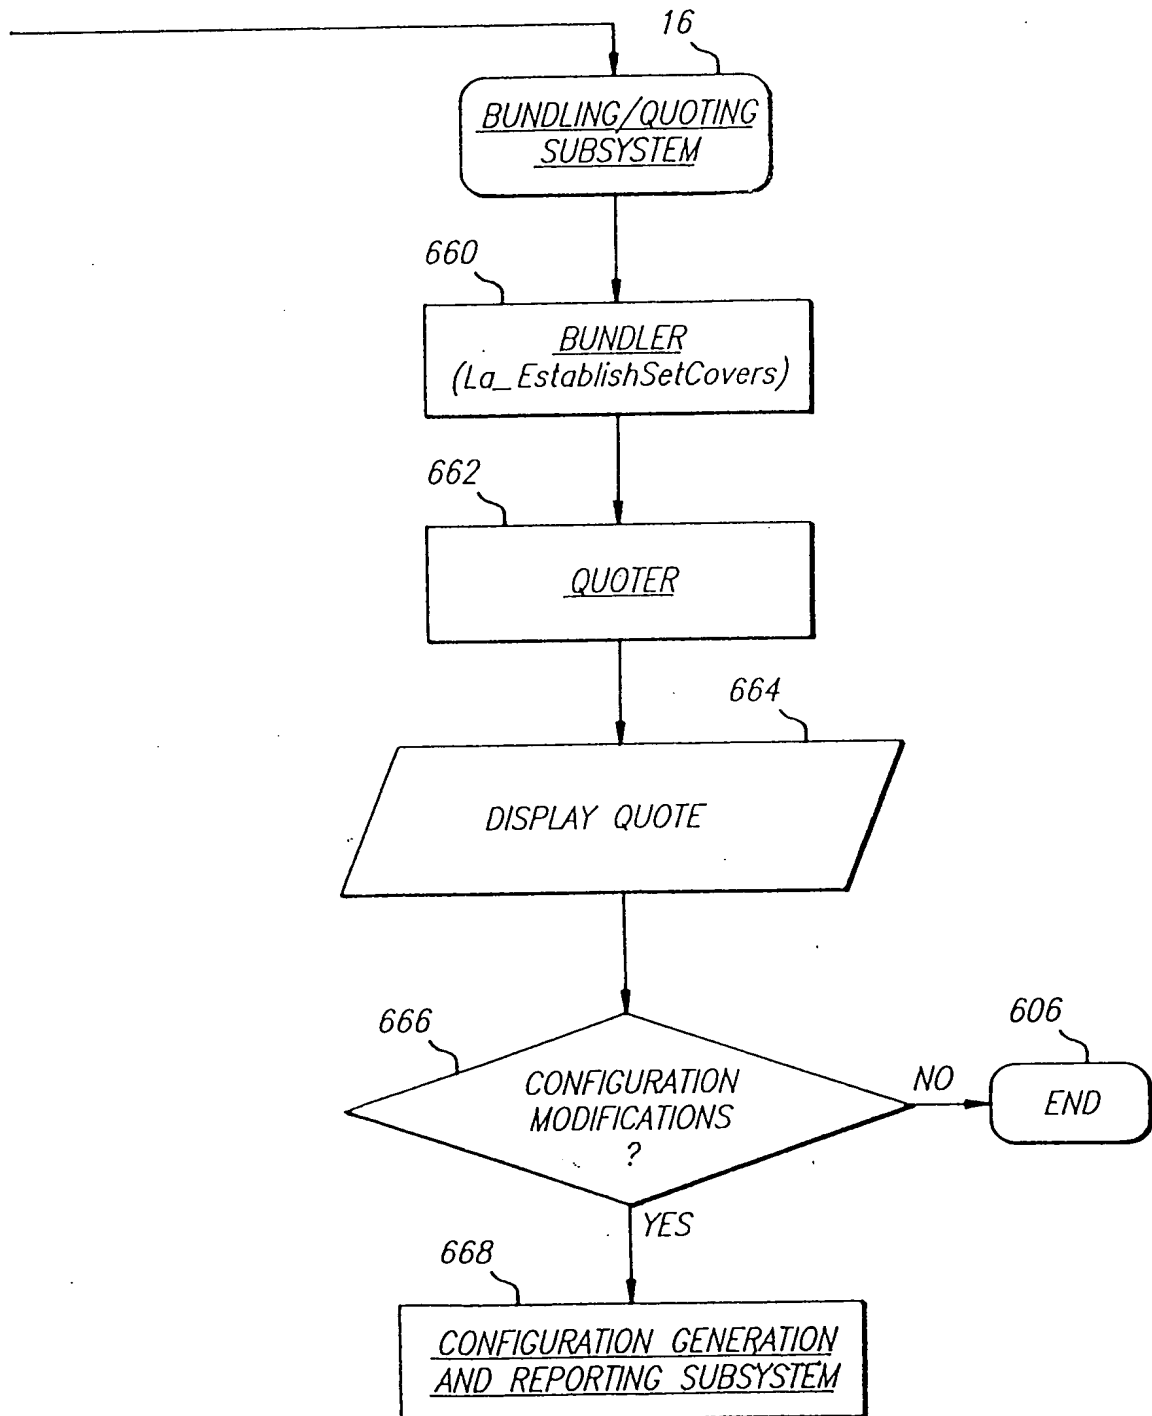 16
BUNDLING/QUOTING
SUBSYSTEM
660
BUNDLER
(La_EstablishSetCovers)
662
QUOTER
664
DISPLAY QUOTE
666
CONFIGURATION
MODIFICATIONS
?
NO
606
END
YES
668
CONFIGURATION GENERATION
AND REPORTING SUBSYSTEM